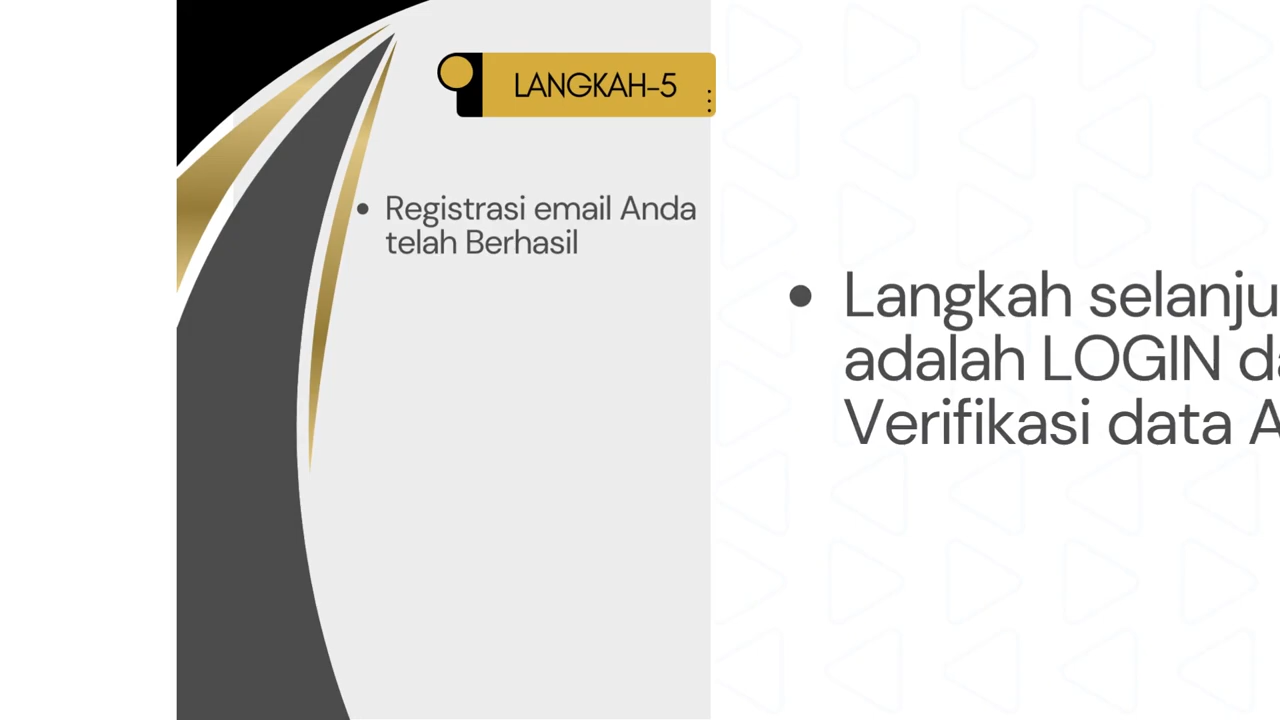 LANGKAH-5
• Registrasi email Anda
telah Berhasil
• Langkah selanju
adalah LOGIN da
Verifikasi data A